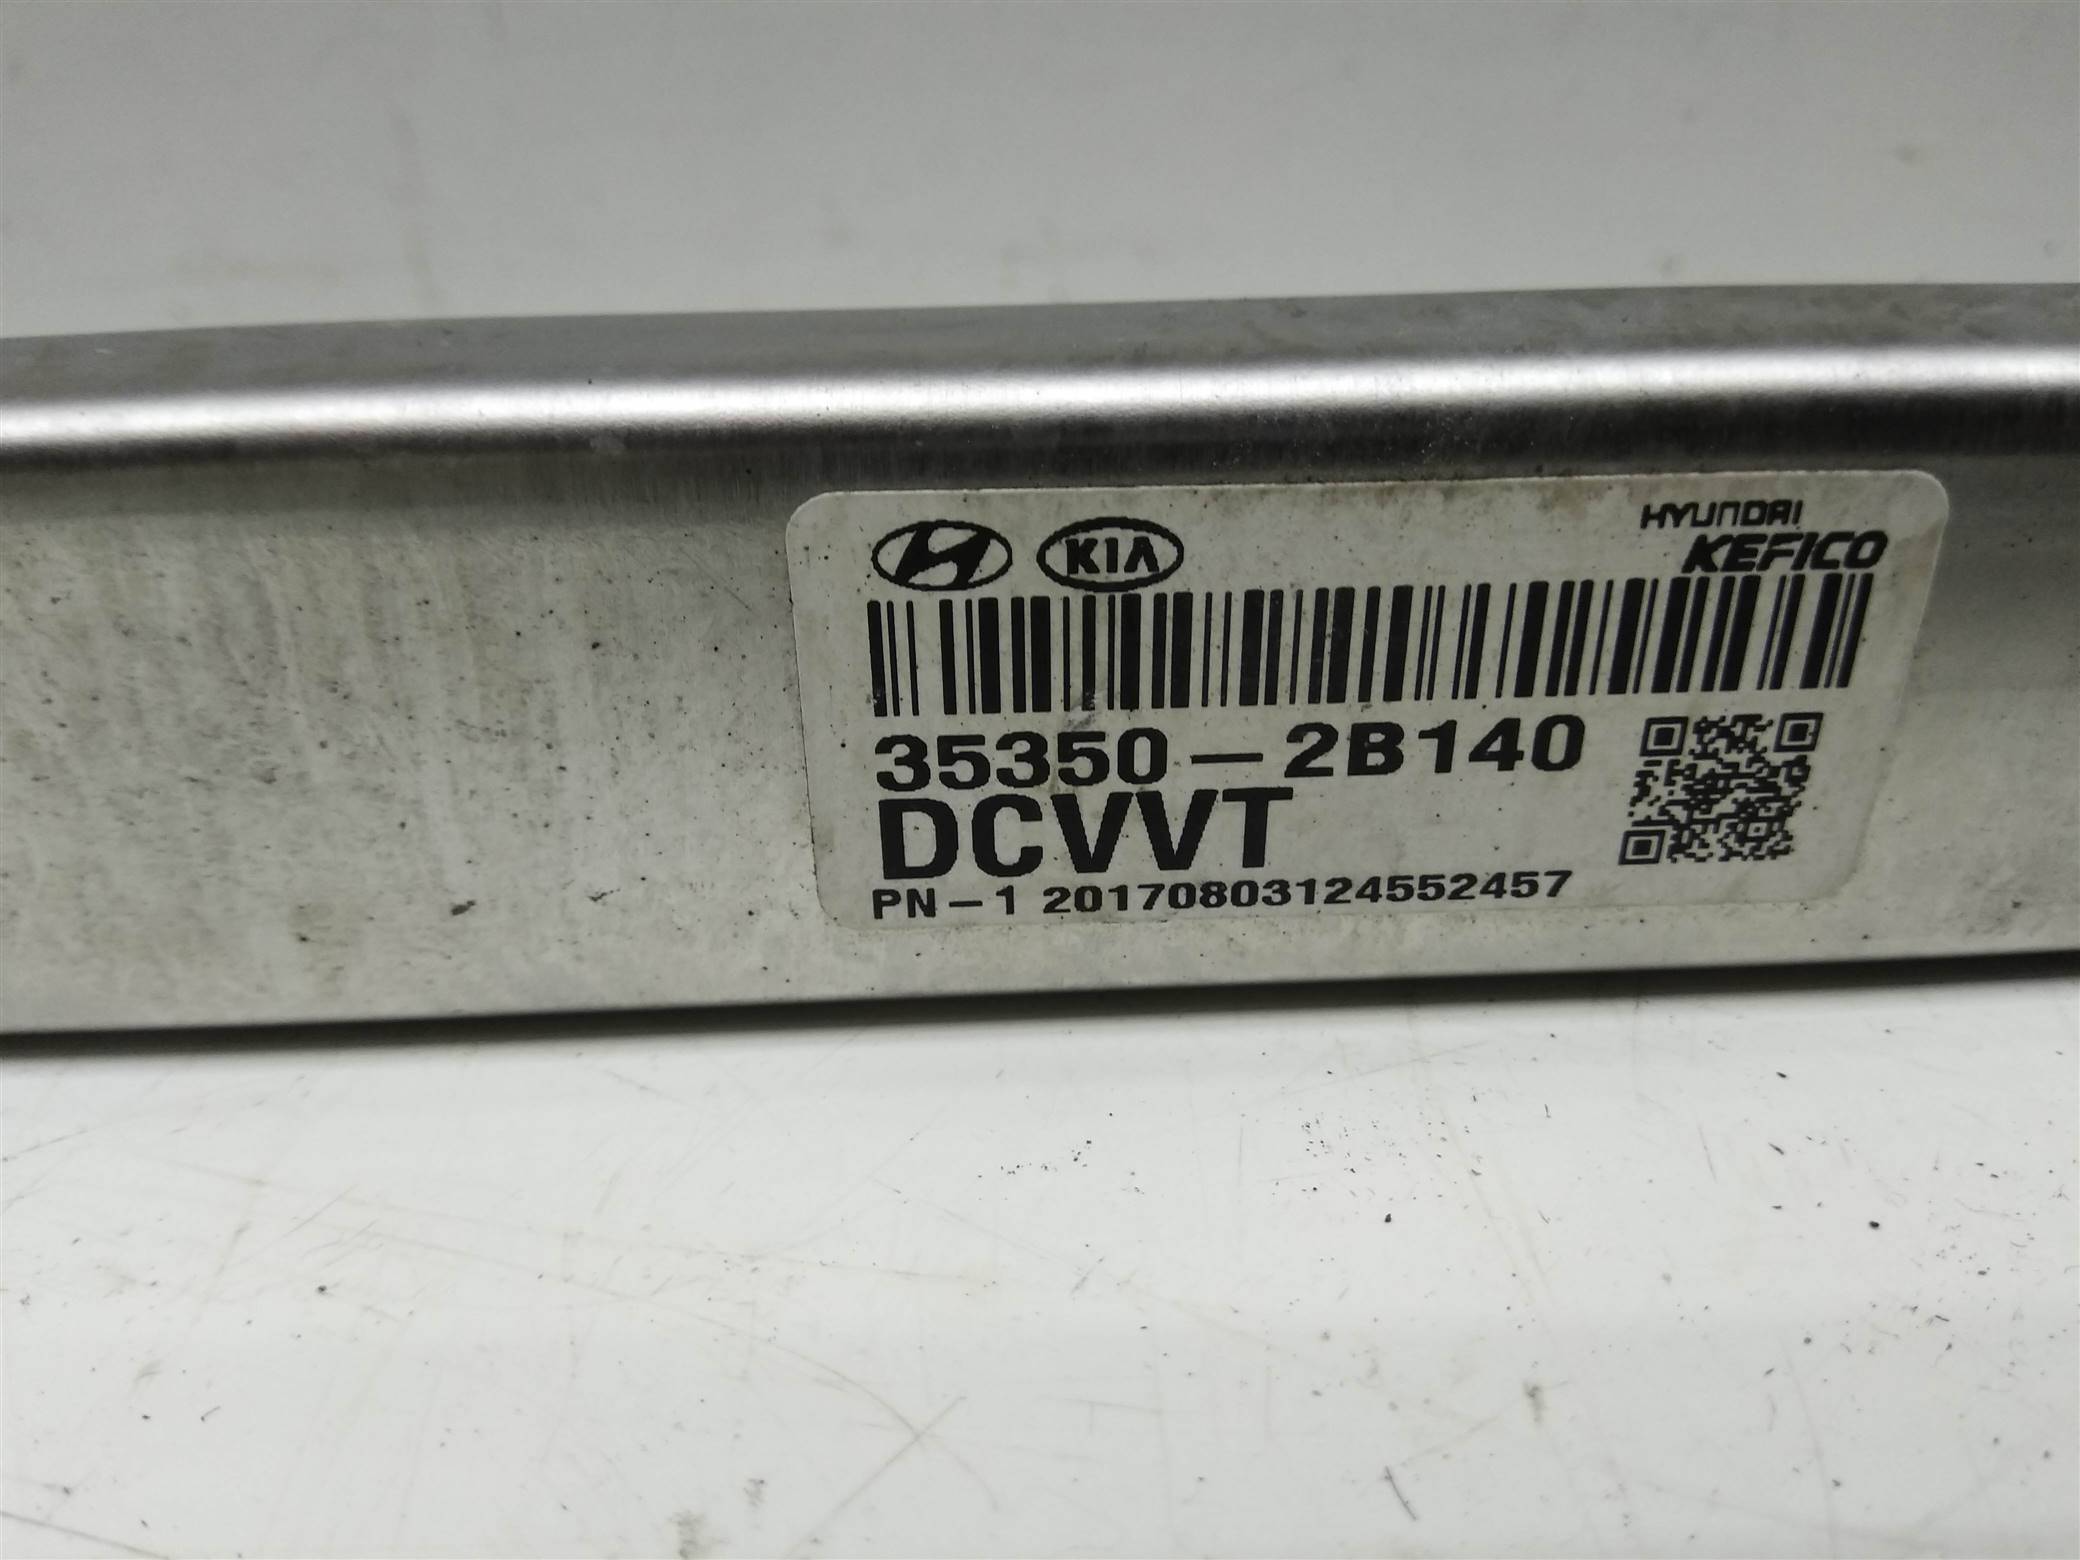 KIA
HYUNDAI
KEFICO
35350-2B140
DCVVT
PN-1 20170803124552457